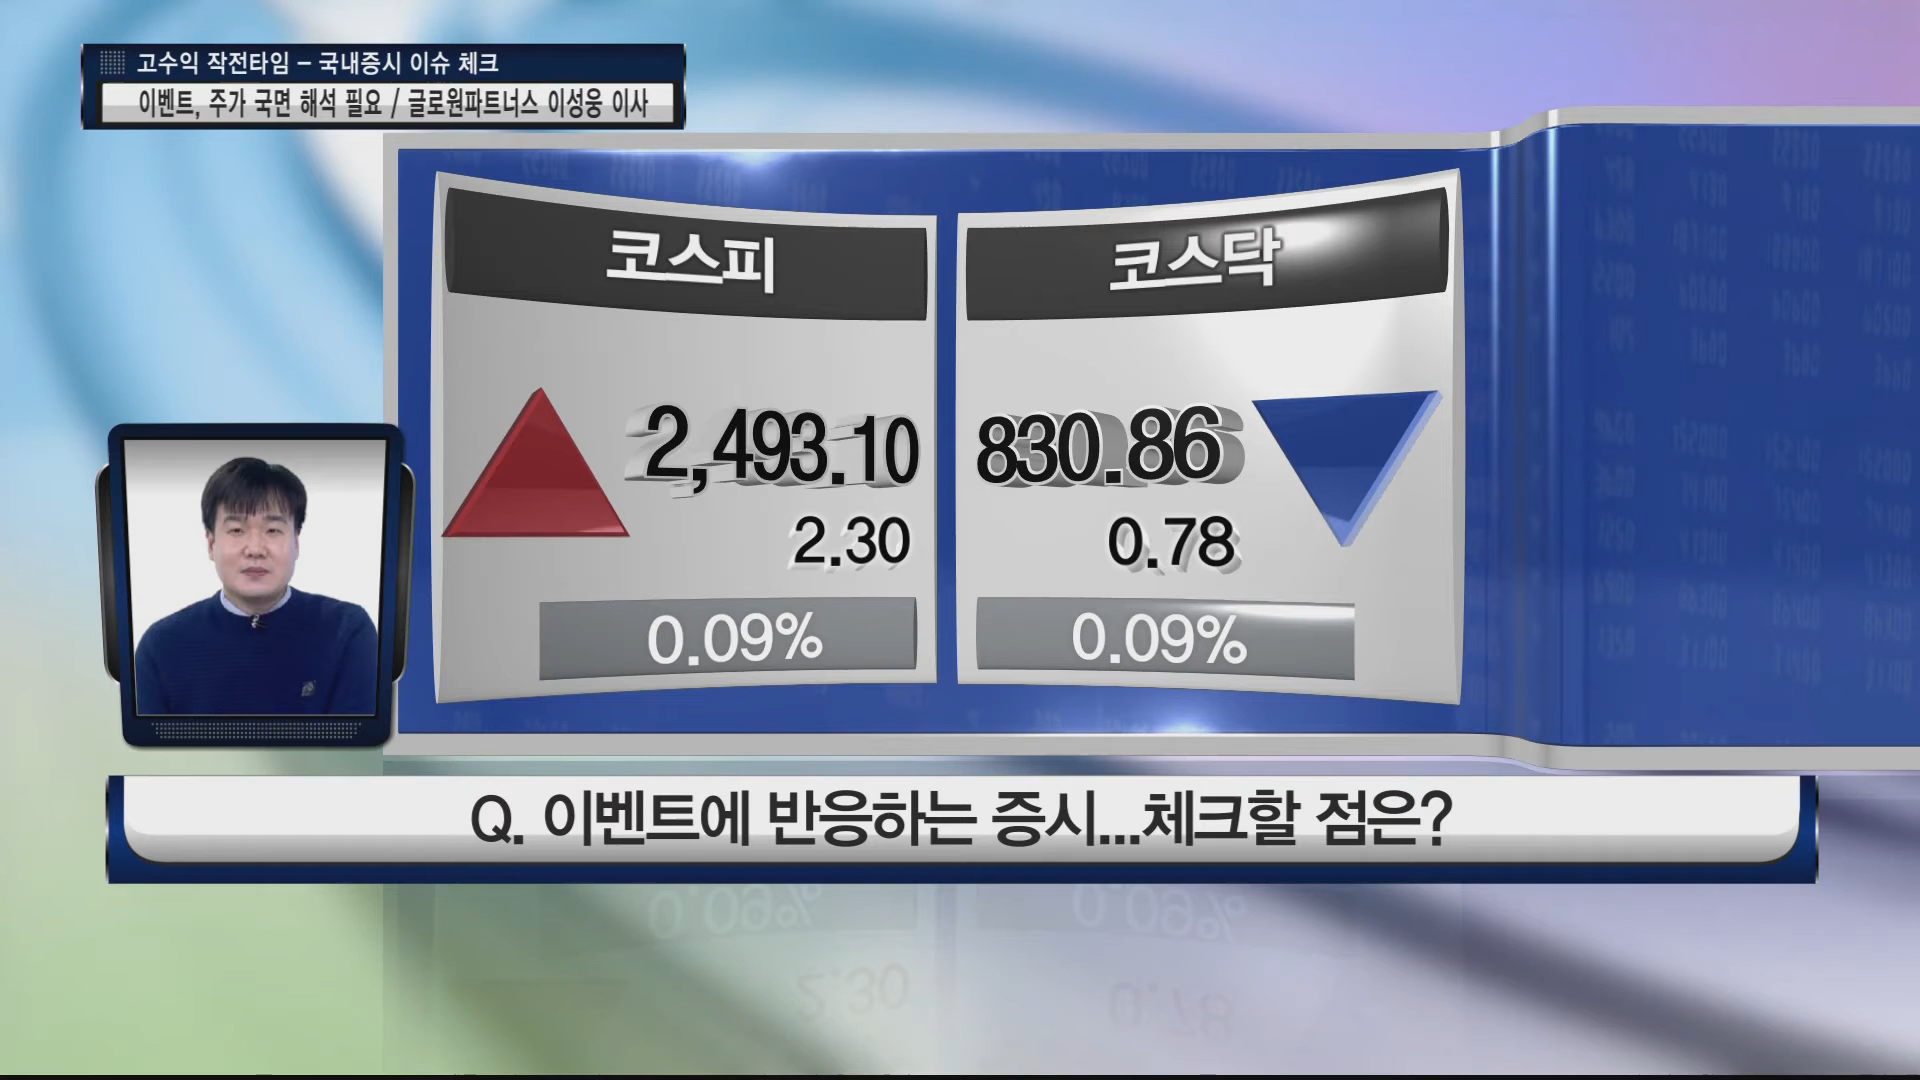 고수익 작전타임 – 국내증시 이슈 체크
이벤트, 주가 국면 해석 필요 / 글로원파트너스 이성웅 이사
코스피
2,493.10
2.30
0.09%
코스닥
830.86
0.78
0.09%
Q. 이벤트에 반응하는 증시...체크할 점은?